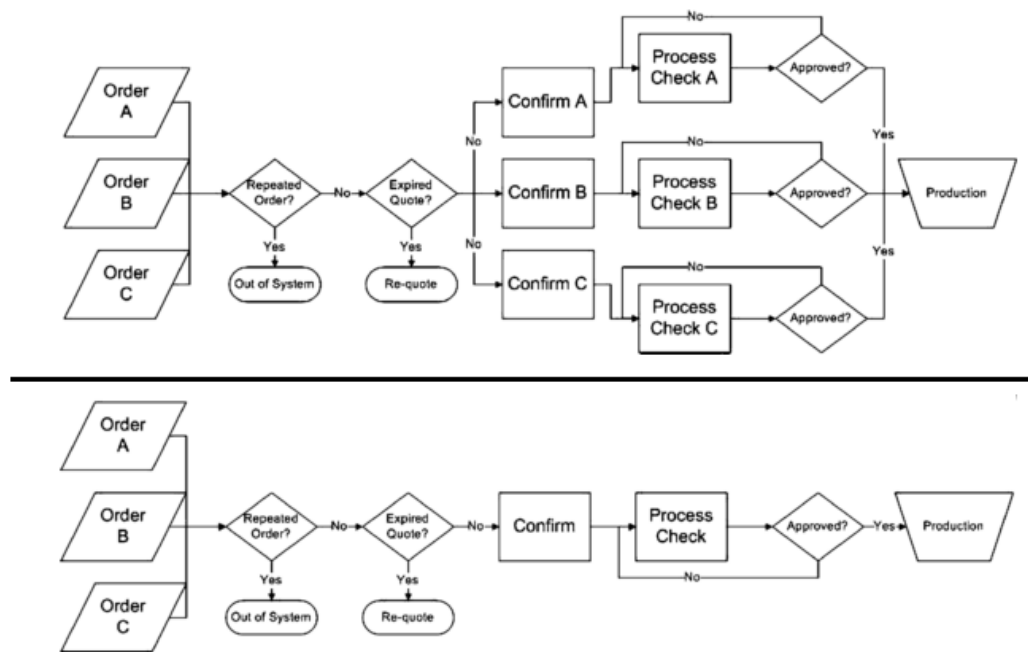 Order
A
Order
B
Order
C
Repeated
Order?
No
Yes
Out of System
Expired
Quote?
Yes
Re-quote
No
No
Confirm A
Confirm B
Confirm C
No
Process
Check A
Approved?
No
Process
Check B
Approved?
No
Process
Check C
Approved?
Yes
Yes
Production
Order
A
Order
B
Order
C
Repeated
Order?
No
Yes
Out of System
Expired
Quote?
No
Yes
Re-quote
Confirm
Process
Check
Approved?
No
Yes
Production